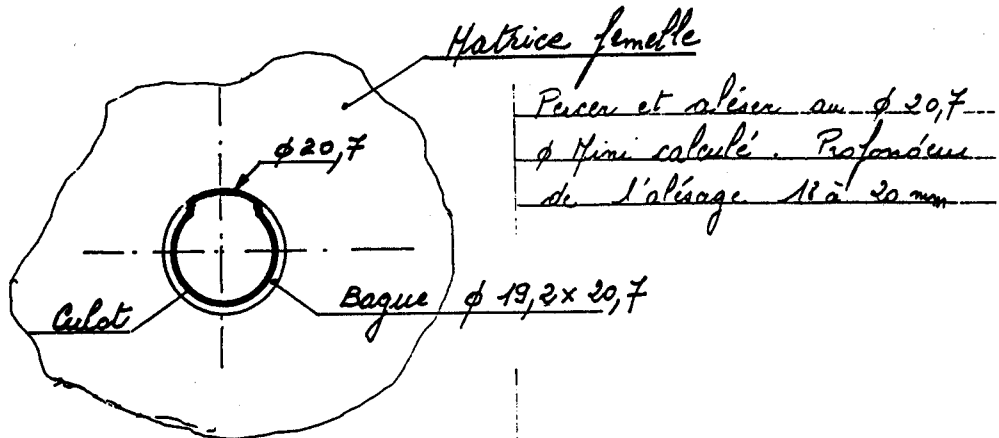 Matrice femelle
Percer et aléser au ϕ 20,7
ϕ Mini calculé. Profondeur
de l'alésage 18 à 20 mm
ϕ 20,7
Bague ϕ 19,2 x 20,7
Culot